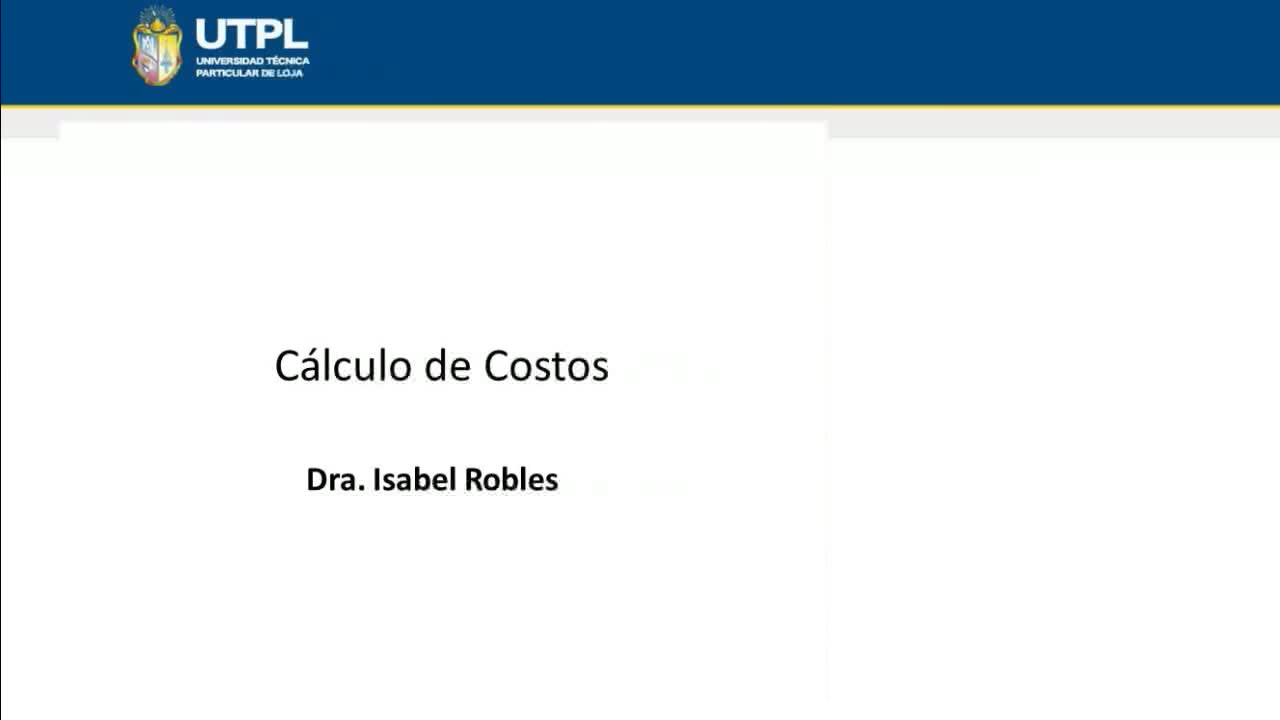 UTPL
UNIVERSIDAD TÉCNICA
PARTICULAR DE LOJA
Cálculo de Costos
Dra. Isabel Robles